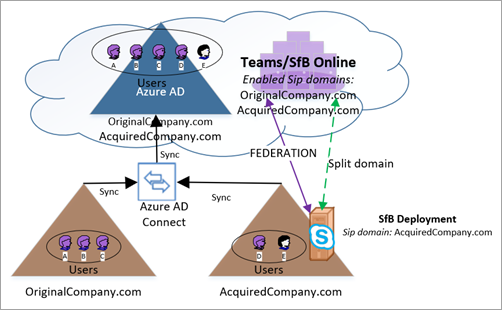 A B C D E
Users
Azure AD
OriginalCompany.com
AcquiredCompany.com
Teams/SfB Online
Enabled Sip domains:
OriginalCompany.com
AcquiredCompany.com
Sync
FEDERATION
Split domain
Sync
Sync
Azure AD
Connect
SfB Deployment
Sip domain: AcquiredCompany.com
A B C
Users
D E
Users
S
OriginalCompany.com
AcquiredCompany.com